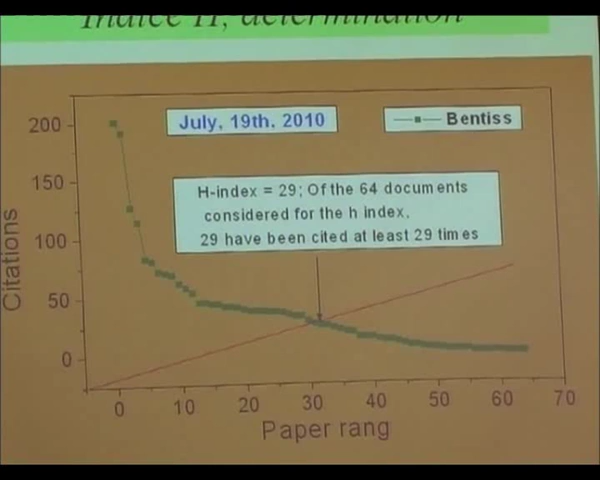 Indice H, determination
July, 19th, 2010
Bentiss
H-index = 29; Of the 64 documents
considered for the h index,
29 have been cited at least 29 times
Citations
200
150
100
50
0
0 10 20 30 40 50 60 70
Paper rang